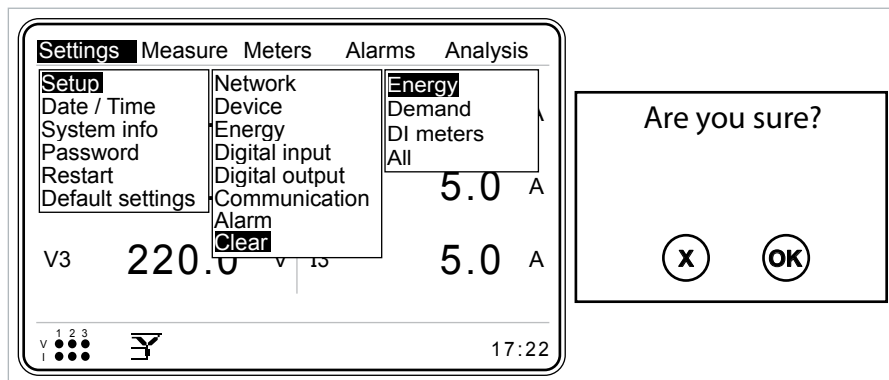 Settings Measure Meters Alarms Analysis
Setup
Date / Time
System info
Password
Restart
Default settings
Network
Device
Energy
Digital input
Digital output
Communication
Alarm
Clear
Energy
Demand
DI meters
All
5.0 A
V3 220.0 V I3 5.0 A
V 1 2 3
I
17:22
Are you sure?
X OK